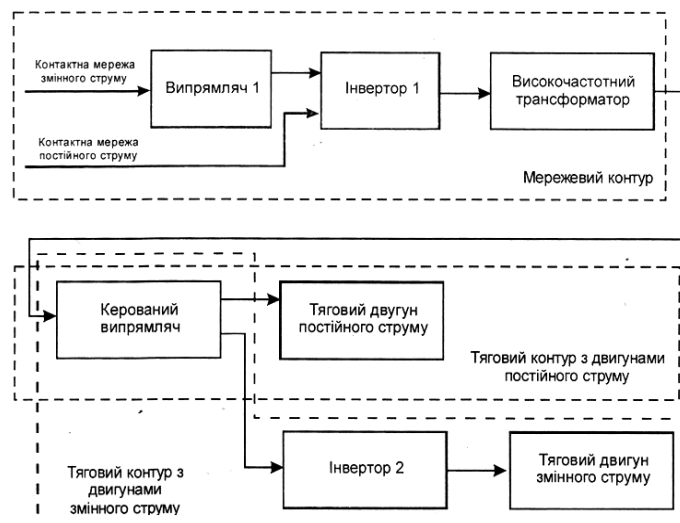 Контактна мережа
змінного струму
Випрямляч 1
Інвертор 1
Високочастотний
трансформатор
Контактна мережа
постійного струму
Мережевий контур
Керований
випрямляч
Тяговий двугун
постійного струму
Тяговий контур з двигунами
постійного струму
Інвертор 2
Тяговий двигун
змінного струму
Тяговий контур з
двигунами
змінного струму